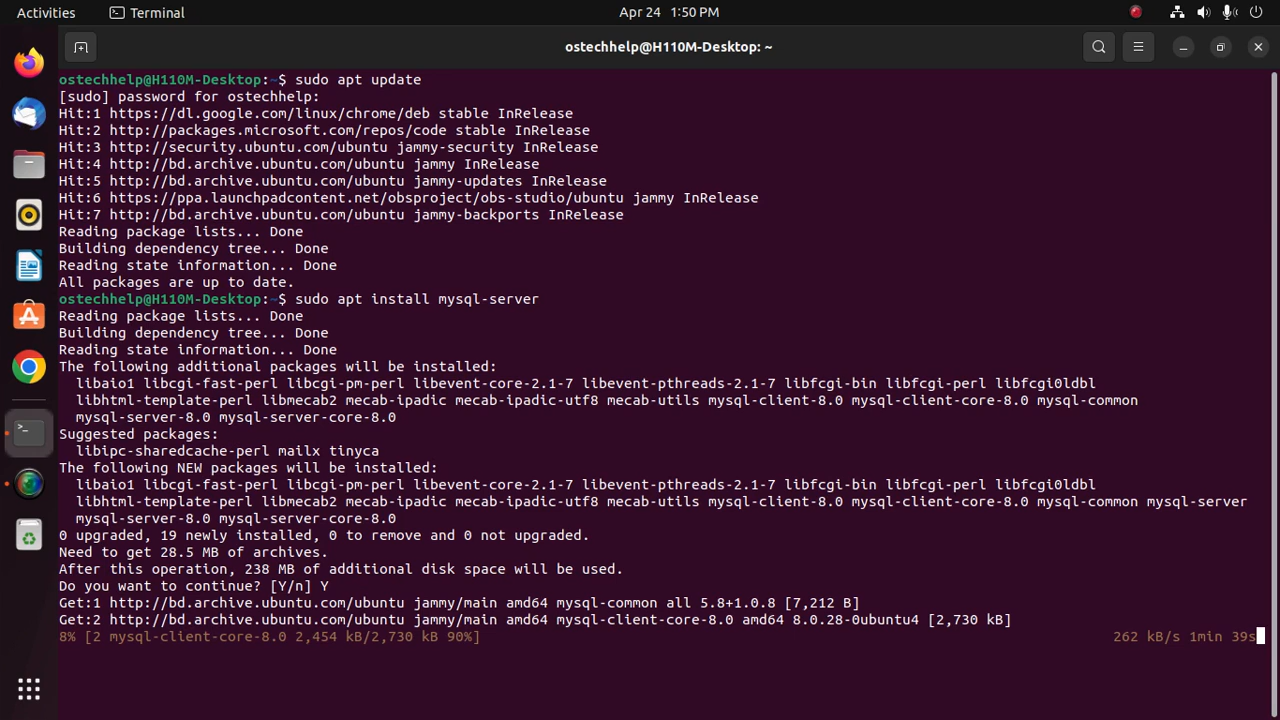 Activities
Terminal
Apr 24 1:50 PM
ostechhelp@H110M-Desktop: ~
ostechhelp@H110M-Desktop:~$ sudo apt update
[sudo] password for ostechhelp:
Hit:1 https://dl.google.com/linux/chrome/deb stable InRelease
Hit:2 http://packages.microsoft.com/repos/code stable InRelease
Hit:3 http://security.ubuntu.com/ubuntu jammy-security InRelease
Hit:4 http://bd.archive.ubuntu.com/ubuntu jammy InRelease
Hit:5 http://bd.archive.ubuntu.com/ubuntu jammy-updates InRelease
Hit:6 https://ppa.launchpadcontent.net/obsproject/obs-studio/ubuntu jammy InRelease
Hit:7 http://bd.archive.ubuntu.com/ubuntu jammy-backports InRelease
Reading package lists... Done
Building dependency tree... Done
Reading state information... Done
All packages are up to date.
ostechhelp@H110M-Desktop:~$ sudo apt install mysql-server
Reading package lists... Done
Building dependency tree... Done
Reading state information... Done
The following additional packages will be installed:
libaio1 libcgi-fast-perl libcgi-pm-perl libevent-core-2.1-7 libevent-pthreads-2.1-7 libfcgi-bin libfcgi-perl libfcgi0ldbl
libhtml-template-perl libmecab2 mecab-ipadic mecab-ipadic-utf8 mecab-utils mysql-client-8.0 mysql-client-core-8.0 mysql-common
mysql-server-8.0 mysql-server-core-8.0
Suggested packages:
libipc-sharedcache-perl mailx tinyca
The following NEW packages will be installed:
libaio1 libcgi-fast-perl libcgi-pm-perl libevent-core-2.1-7 libevent-pthreads-2.1-7 libfcgi-bin libfcgi-perl libfcgi0ldbl
libhtml-template-perl libmecab2 mecab-ipadic mecab-ipadic-utf8 mecab-utils mysql-client-8.0 mysql-client-core-8.0 mysql-common mysql-server
mysql-server-8.0 mysql-server-core-8.0
0 upgraded, 19 newly installed, 0 to remove and 0 not upgraded.
Need to get 28.5 MB of archives.
After this operation, 238 MB of additional disk space will be used.
Do you want to continue? [Y/n] Y
Get:1 http://bd.archive.ubuntu.com/ubuntu jammy/main amd64 mysql-common all 5.8+1.0.8 [7,212 B]
Get:2 http://bd.archive.ubuntu.com/ubuntu jammy/main amd64 mysql-client-core-8.0 amd64 8.0.28-0ubuntu4 [2,730 kB]
8% [2 mysql-client-core-8.0 2,454 kB/2,730 kB 90%] 262 kB/s 1min 39s